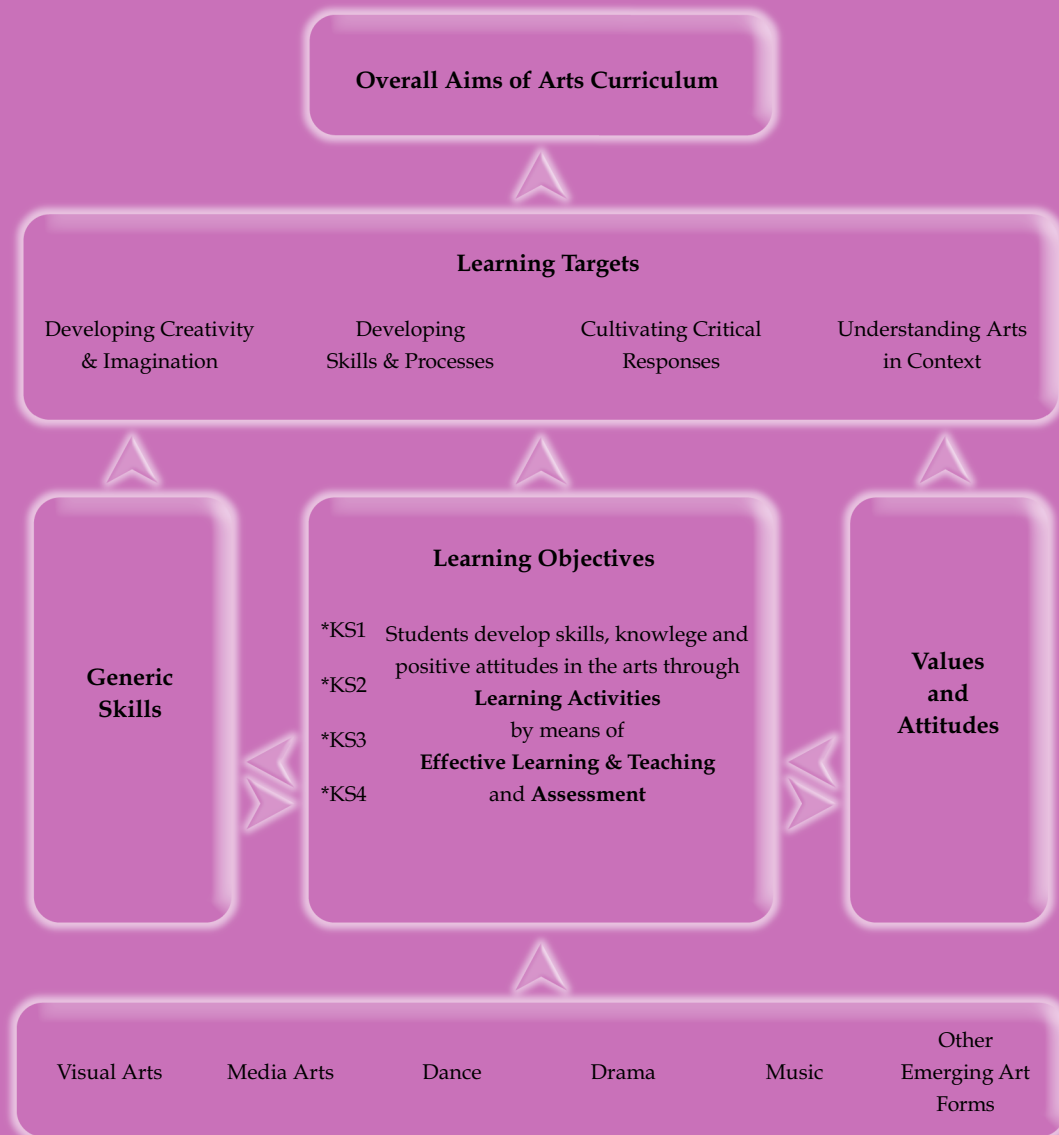 Overall Aims of Arts Curriculum
Learning Targets
Developing Creativity
& Imagination
Developing
Skills & Processes
Cultivating Critical
Responses
Understanding Arts
in Context
Generic
Skills
Learning Objectives
*KS1
*KS2
*KS3
*KS4
Students develop skills, knowlege and
positive attitudes in the arts through
Learning Activities
by means of
Effective Learning & Teaching
and Assessment
Values
and
Attitudes
Visual Arts
Media Arts
Dance
Drama
Music
Other
Emerging Art
Forms